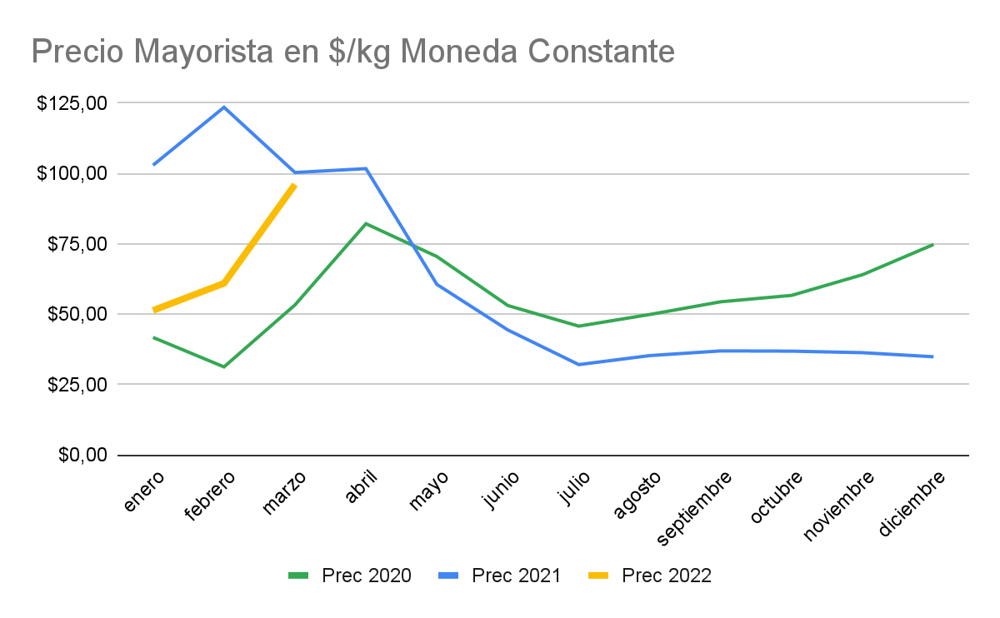 Precio Mayorista en $/kg Moneda Constante
$125,00
$100,00
$75,00
$50,00
$25,00
$0,00
enero
febrero
marzo
abril
mayo
junio
julio
agosto
septiembre
octubre
noviembre
diciembre
Prec 2020
Prec 2021
Prec 2022